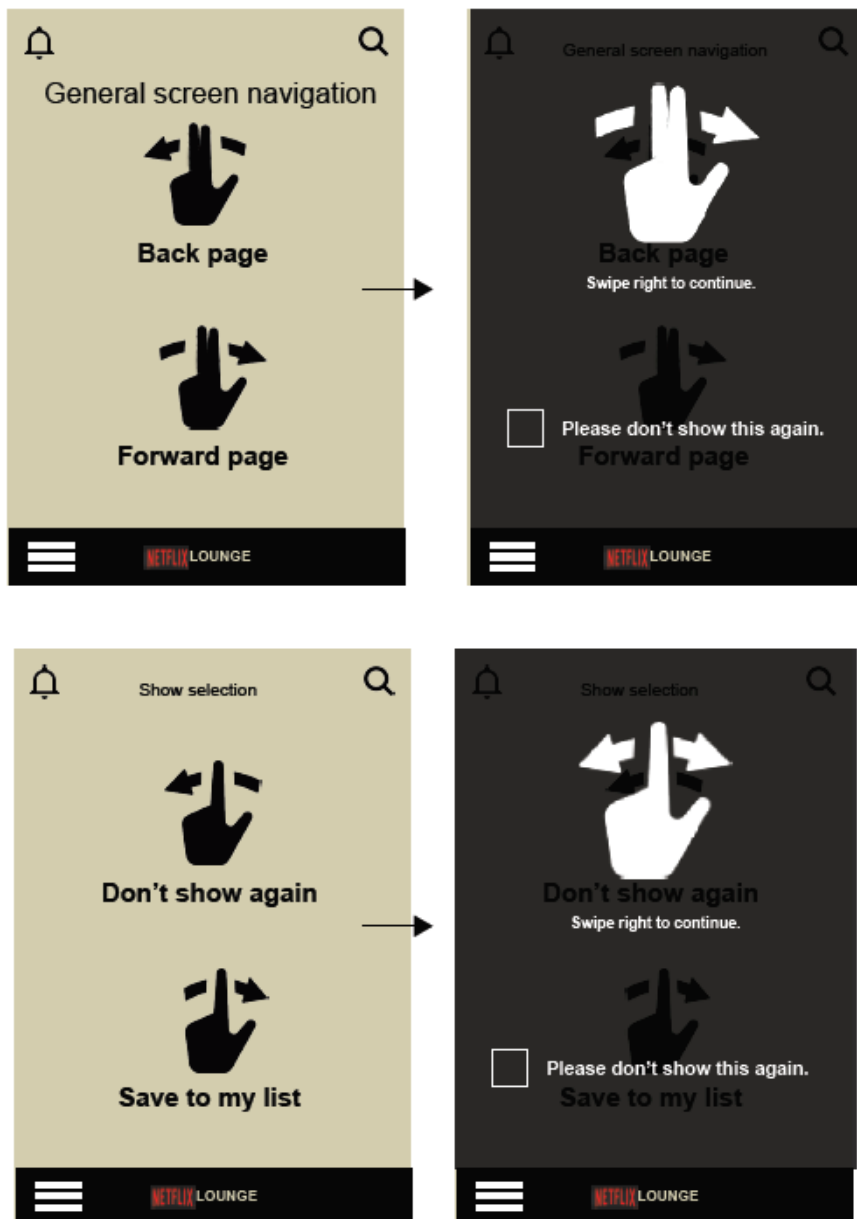 General screen navigation
Back page
Forward page
NETFLIX LOUNGE
General screen navigation
Back page
Swipe right to continue.
Please don't show this again.
Forward page
NETFLIX LOUNGE
Show selection
Don't show again
Save to my list
NETFLIX LOUNGE
Show selection
Don't show again
Swipe right to continue.
Please don't show this again.
Save to my list
NETFLIX LOUNGE